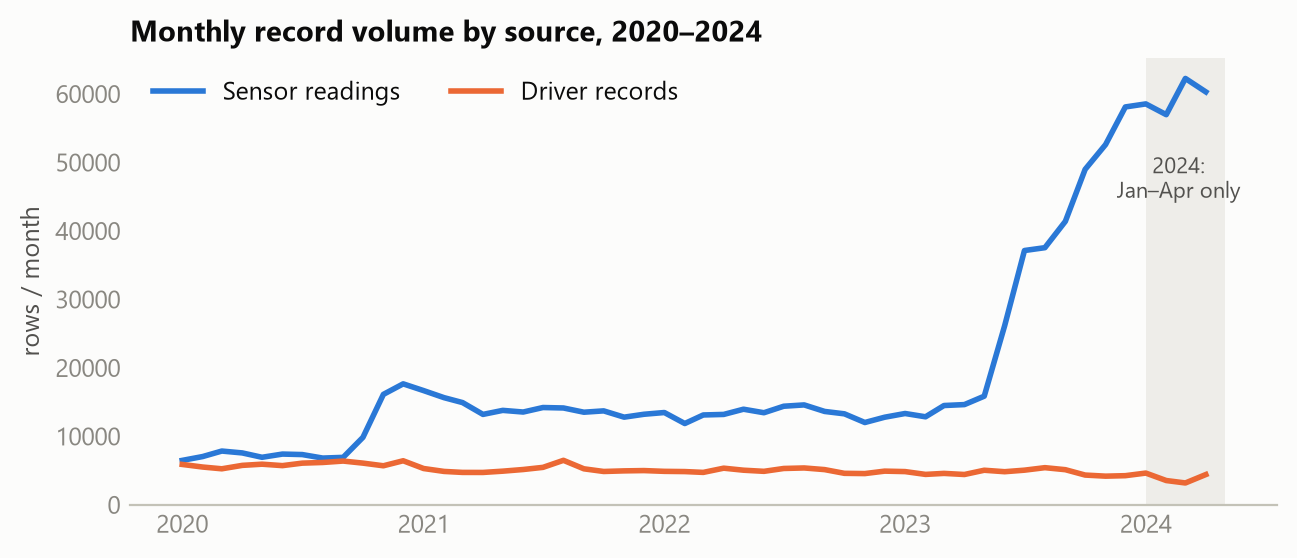 Monthly record volume by source, 2020–2024
Sensor readings
Driver records
60000
50000
40000
30000
20000
10000
0
rows / month
2024:
Jan–Apr only
2020
2021
2022
2023
2024